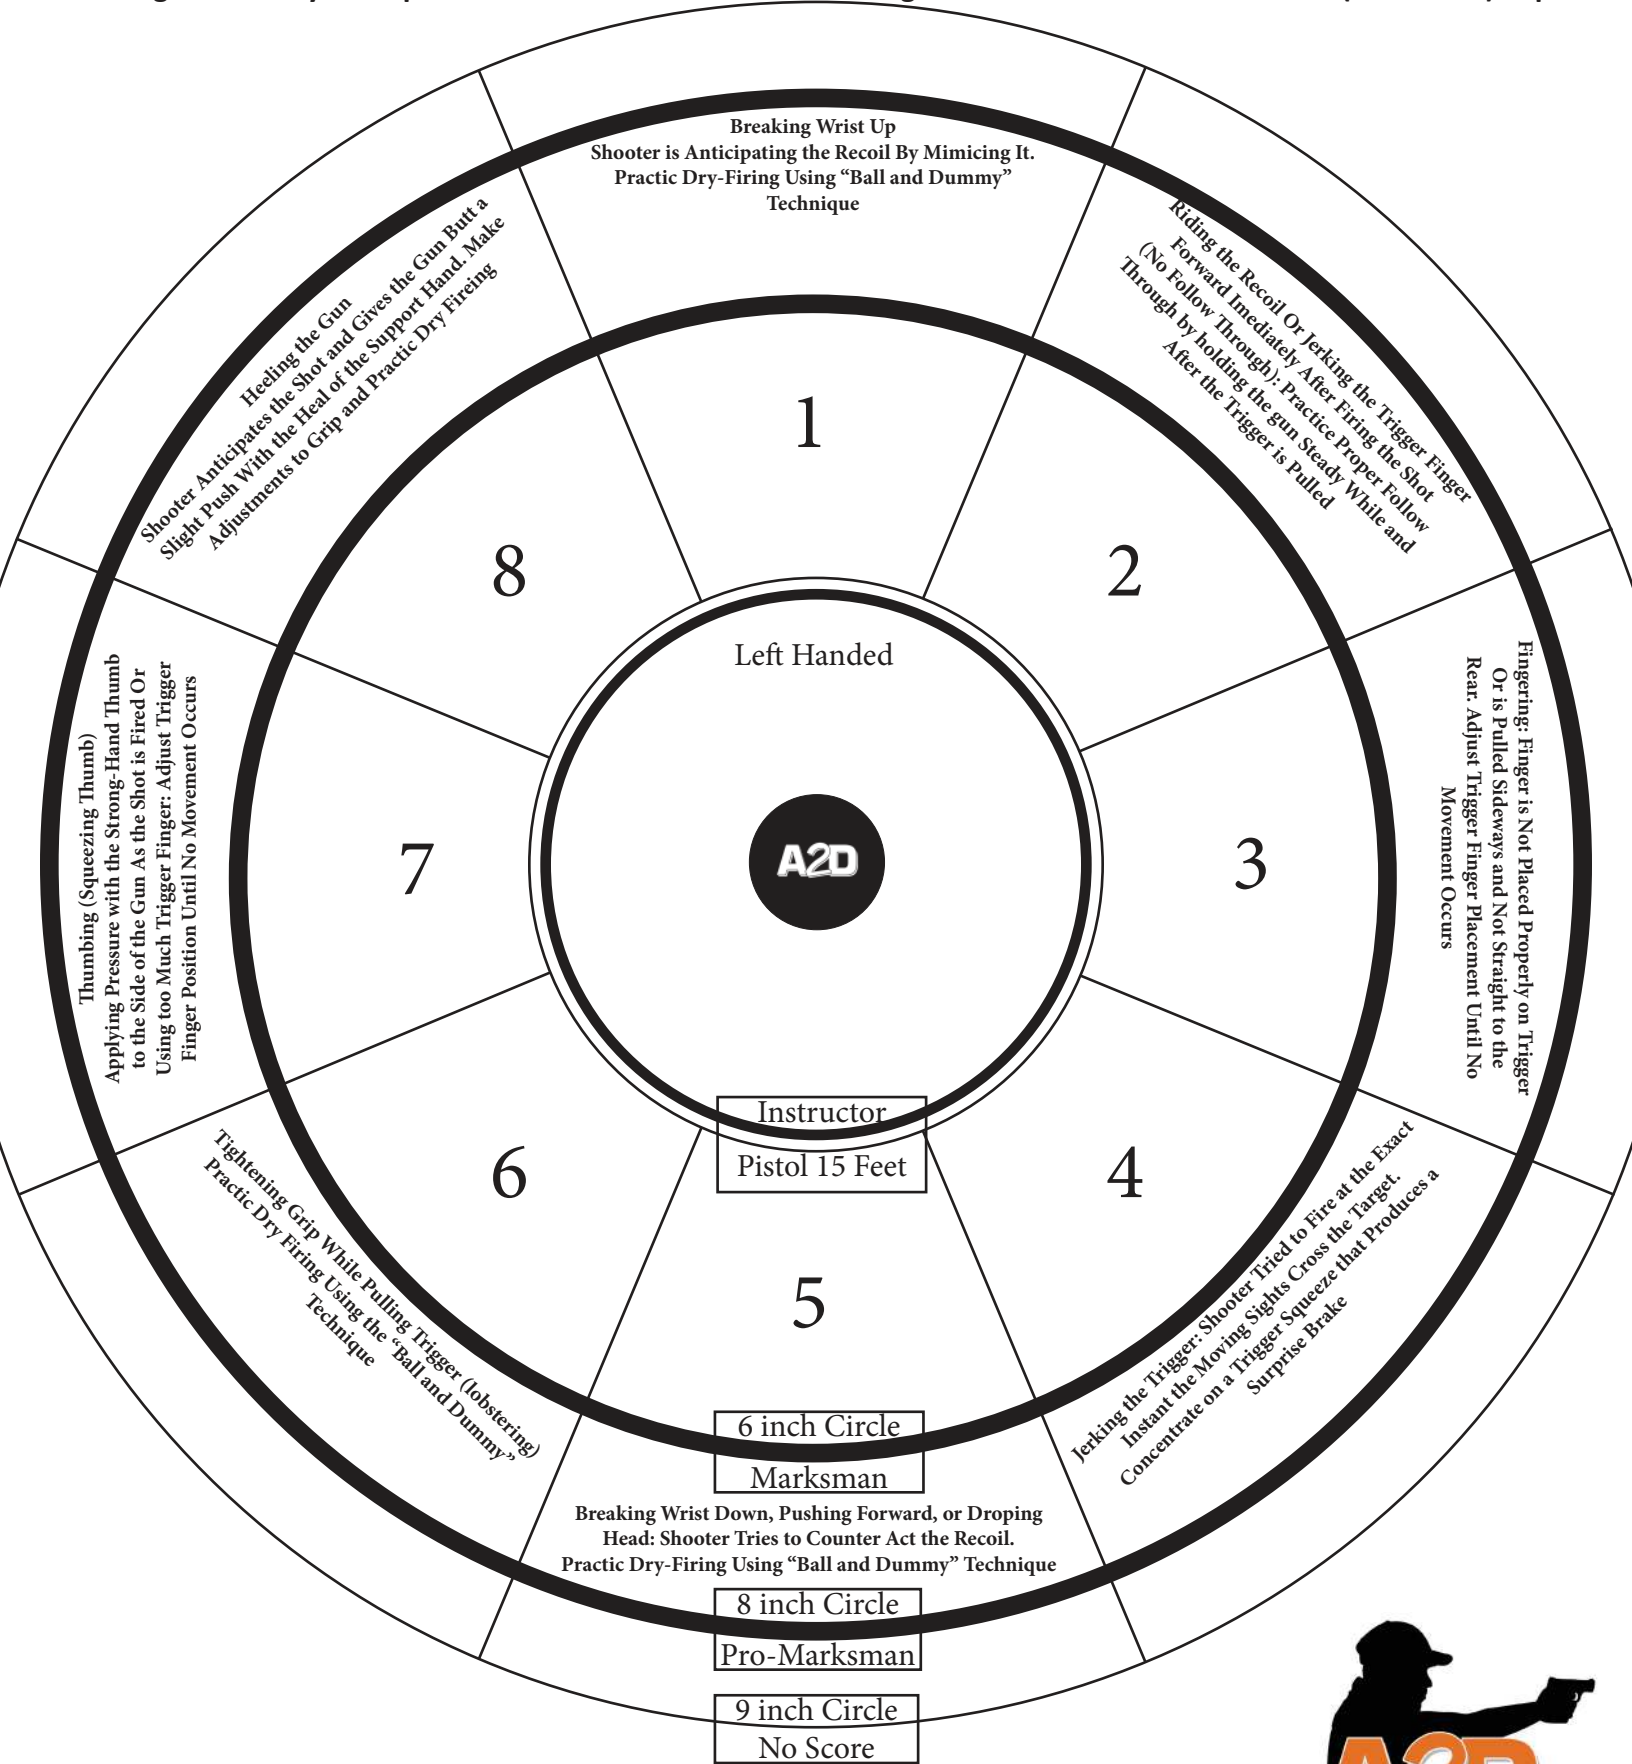 Breaking Wrist Up
Shooter is Anticipating the Recoil By Mimicing It.
Practic Dry-Firing Using “Ball and Dummy”
Technique
Riding the Recoil Or Jerking the Trigger Finger
Forward Imediately After Firing the Shot
(No Follow Through): Practice Proper Follow
Through by holding the gun Steady While and
After the Trigger is Pulled
Heeling the Gun
Shooter Anticipates the Shot and Gives the Gun Butt a
Slight Push With the Heal of the Support Hand. Make
Adjustments to Grip and Practic Dry Fireing
1
8
2
Left Handed
Fingering: Finger is Not Placed Properly on Trigger
Or is Pulled Sideways and Not Straight to the
Rear. Adjust Trigger Finger Placement Until No
Movement Occurs
Thumbing (Squeezing Thumb)
Applying Pressure with the Strong-Hand Thumb
to the Side of the Gun As the Shot is Fired Or
Using too Much Trigger Finger: Adjust Trigger
Finger Position Until No Movement Occurs
7
A2D
3
Instructor
Pistol 15 Feet
6
4
Tightening Grip While Pulling Trigger (lobstering)
Practic Dry Firing Using the “Ball and Dummy”
Technique
Jerking the Trigger: Shooter Tried to Fire at the Exact
Instant the Moving Sights Cross the Target.
Concentrate on a Trigger Squeeze that Produces a
Surprise Brake
5
6 inch Circle
Marksman
Breaking Wrist Down, Pushing Forward, or Droping
Head: Shooter Tries to Counter Act the Recoil.
Practic Dry-Firing Using “Ball and Dummy” Technique
8 inch Circle
Pro-Marksman
9 inch Circle
No Score
A2D